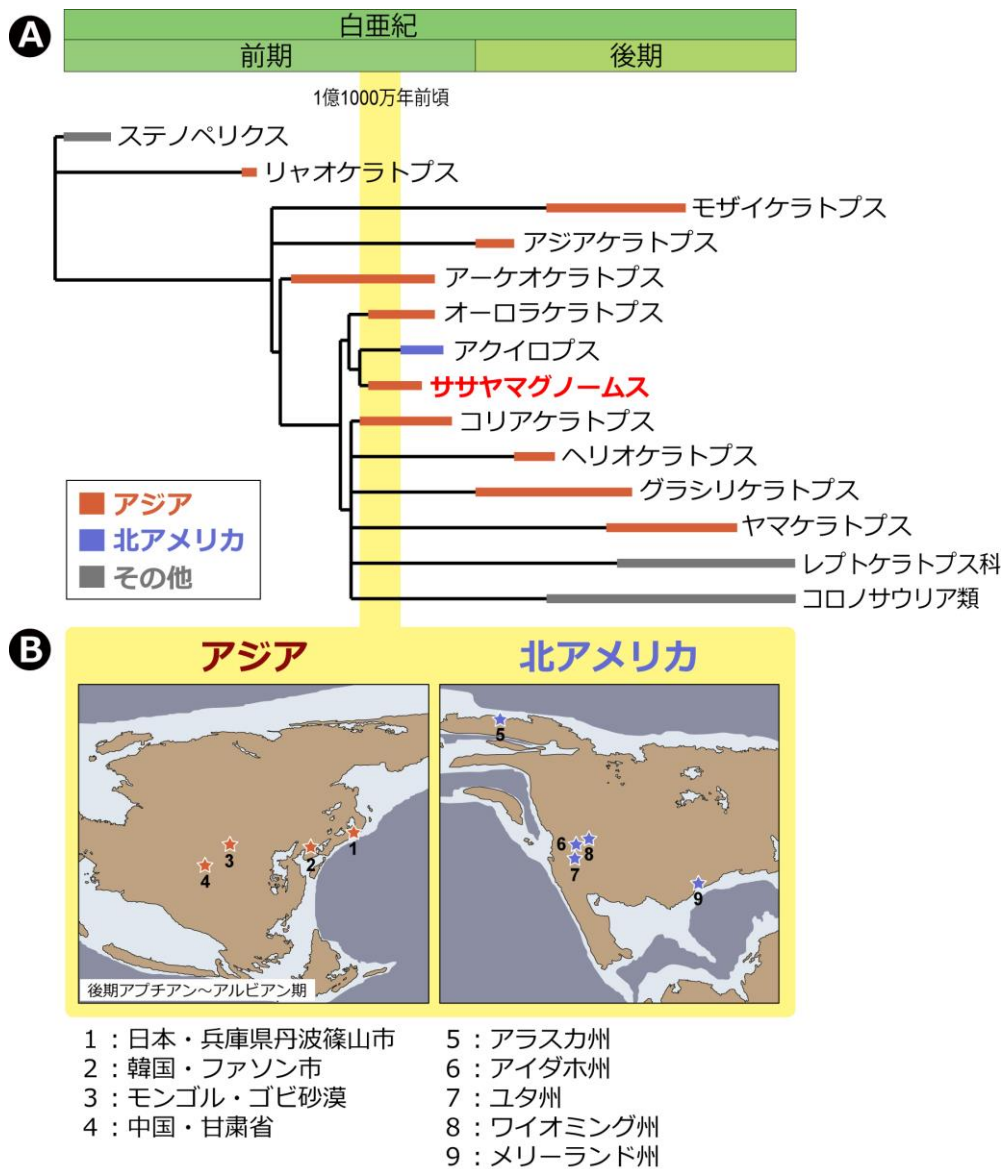 A
白亜紀
前期
後期
1億1000万年前頃
ステノペリクス
リャオケラトプス
モザイケラトプス
アジアケラトプス
アーケオケラトプス
オーロラケラトプス
アクイロプス
ササヤマグノームス
コリアケラトプス
ヘリオケラトプス
グラシリケラトプス
ヤマケラトプス
レプトケラトプス科
コロノサウリア類
アジア
北アメリカ
その他
B
アジア
北アメリカ
1
2
3
4
後期アプチアン～アルビアン期
5
6
8
7
9
1：日本・兵庫県丹波篠山市
2：韓国・ファソン市
3：モンゴル・ゴビ砂漠
4：中国・甘粛省
5：アラスカ州
6：アイダホ州
7：ユタ州
8：ワイオミング州
9：メリーランド州